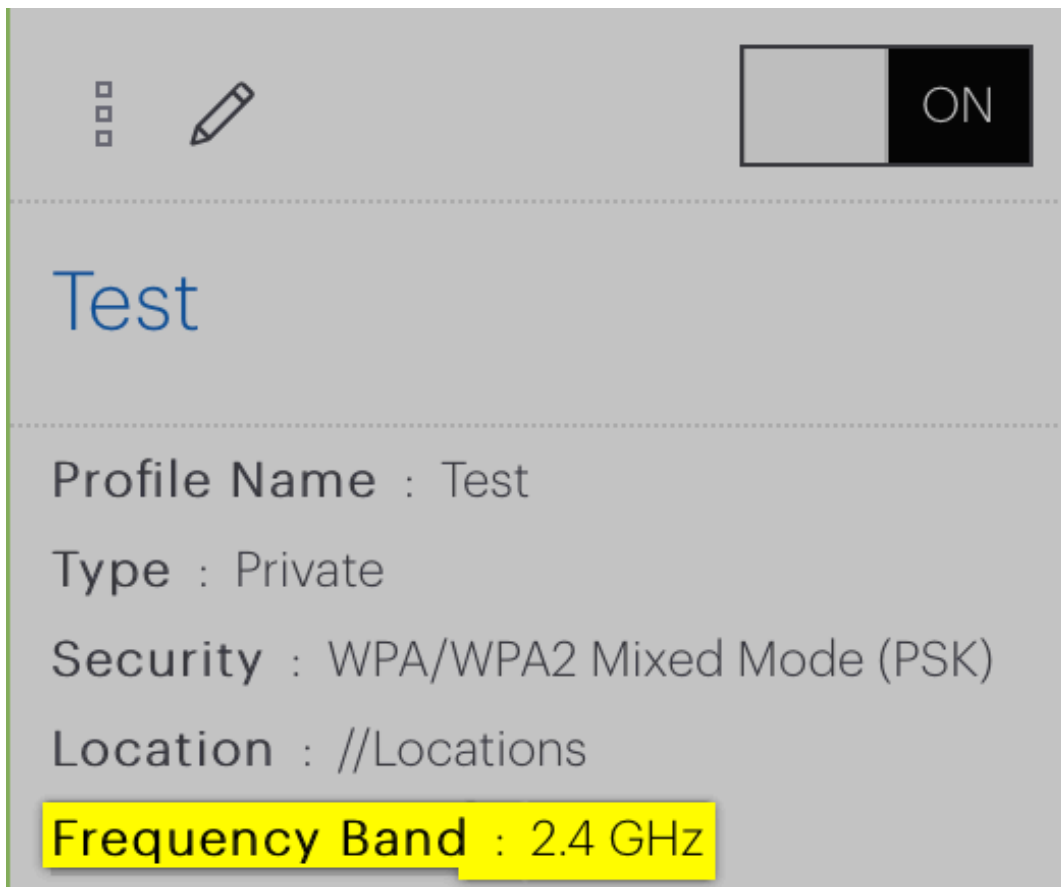 ON
Test
Profile Name : Test
Type : Private
Security : WPA/WPA2 Mixed Mode (PSK)
Location : //Locations
Frequency Band : 2.4 GHz